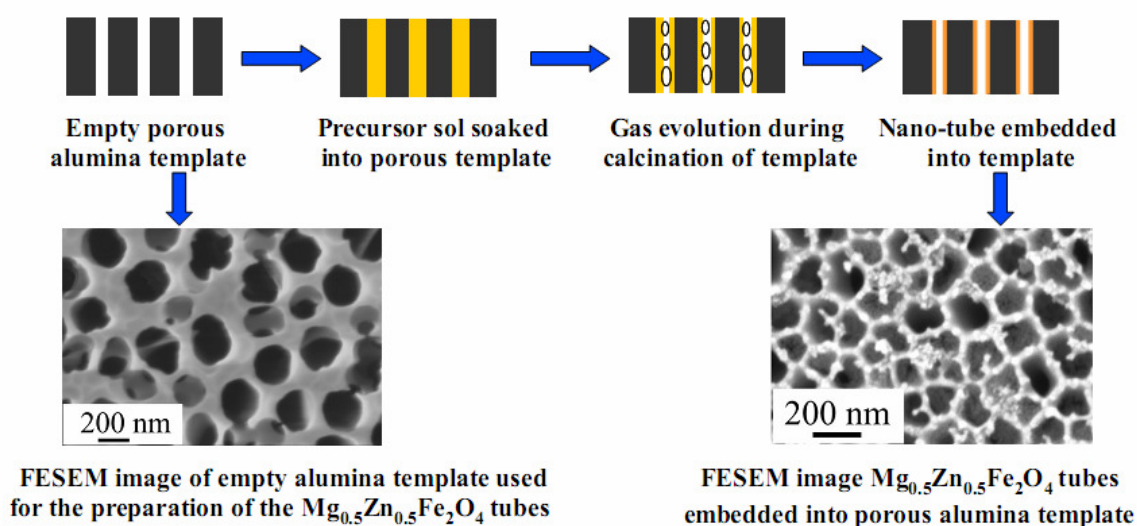 Empty porous
alumina template
Precursor sol soaked
into porous template
Gas evolution during
calcination of template
Nano-tube embedded
into template
200 nm
200 nm
FESEM image of empty alumina template used
for the preparation of the Mg₀.₅Zn₀.₅Fe₂O₄ tubes
FESEM image Mg₀.₅Zn₀.₅Fe₂O₄ tubes
embedded into porous alumina template